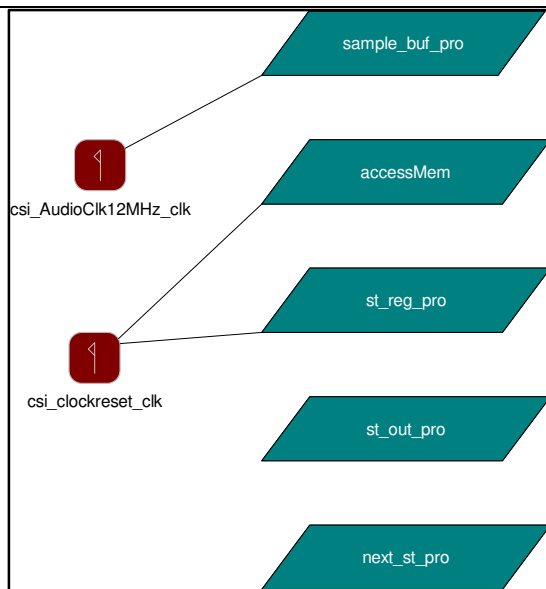 sample_buf_pro
csi_AudioClk12MHz_clk
accessMem
st_reg_pro
csi_clockreset_clk
st_out_pro
next_st_pro